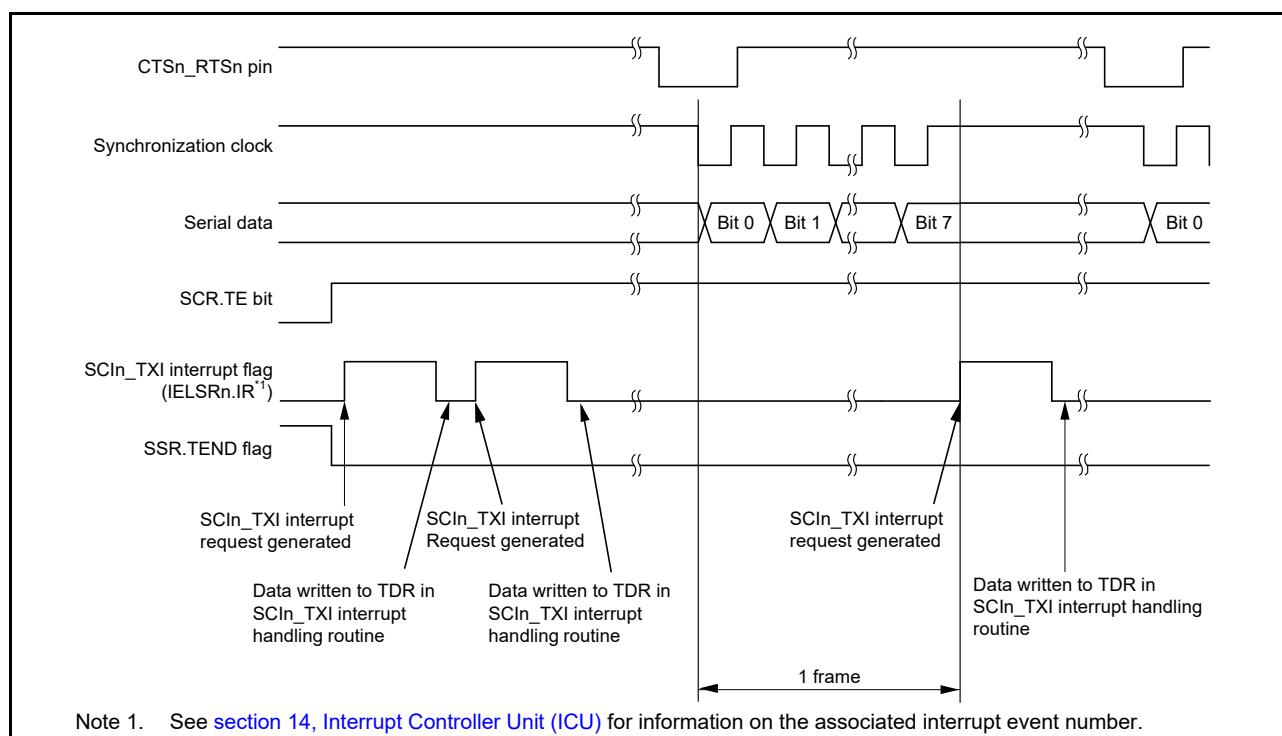 CTSn_RTSn pin
Synchronization clock
Serial data
Bit 0
Bit 1
Bit 7
Bit 0
SCR.TE bit
SCIn_TXI interrupt flag
(IELSRn.IR*1)
SSR.TEND flag
SCIn_TXI interrupt
request generated
SCIn_TXI interrupt
Request generated
SCIn_TXI interrupt
request generated
Data written to TDR in
SCIn_TXI interrupt
handling routine
Data written to TDR in
SCIn_TXI interrupt
handling routine
Data written to TDR in
SCIn_TXI interrupt handling
routine
1 frame
Note 1. See section 14, Interrupt Controller Unit (ICU) for information on the associated interrupt event number.